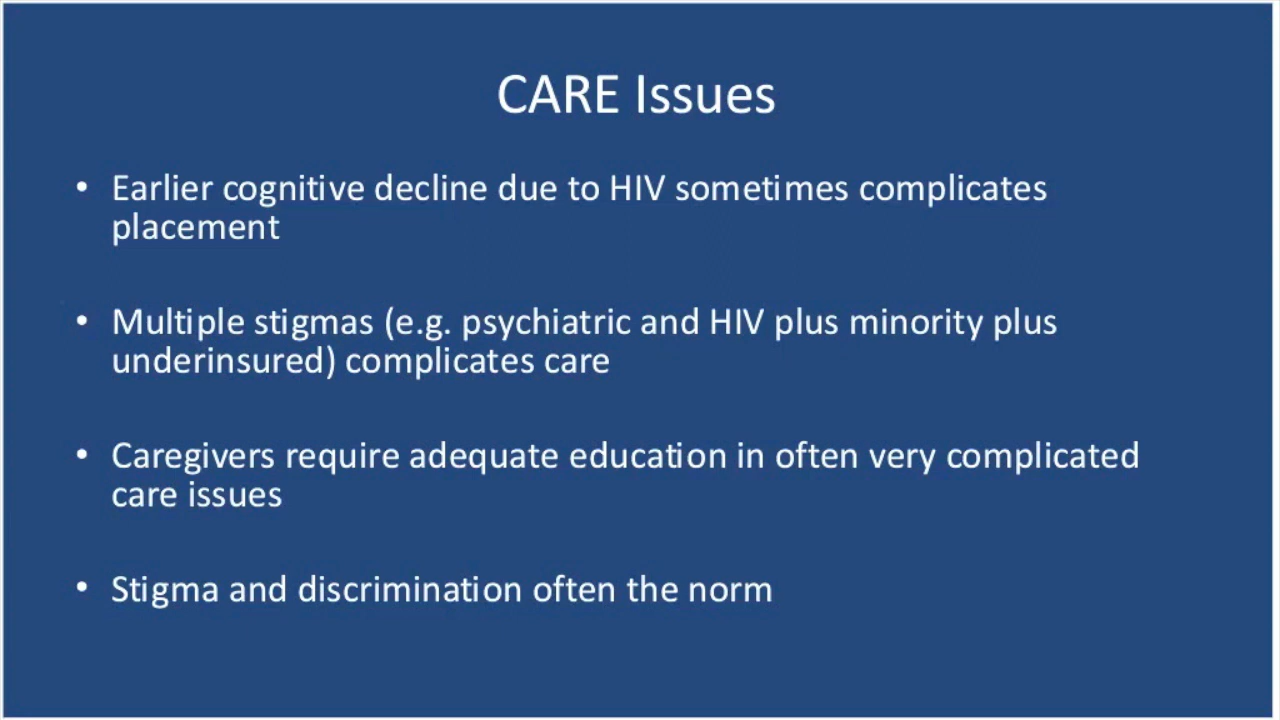 CARE Issues
• Earlier cognitive decline due to HIV sometimes complicates
placement
• Multiple stigmas (e.g. psychiatric and HIV plus minority plus
underinsured) complicates care
• Caregivers require adequate education in often very complicated
care issues
• Stigma and discrimination often the norm